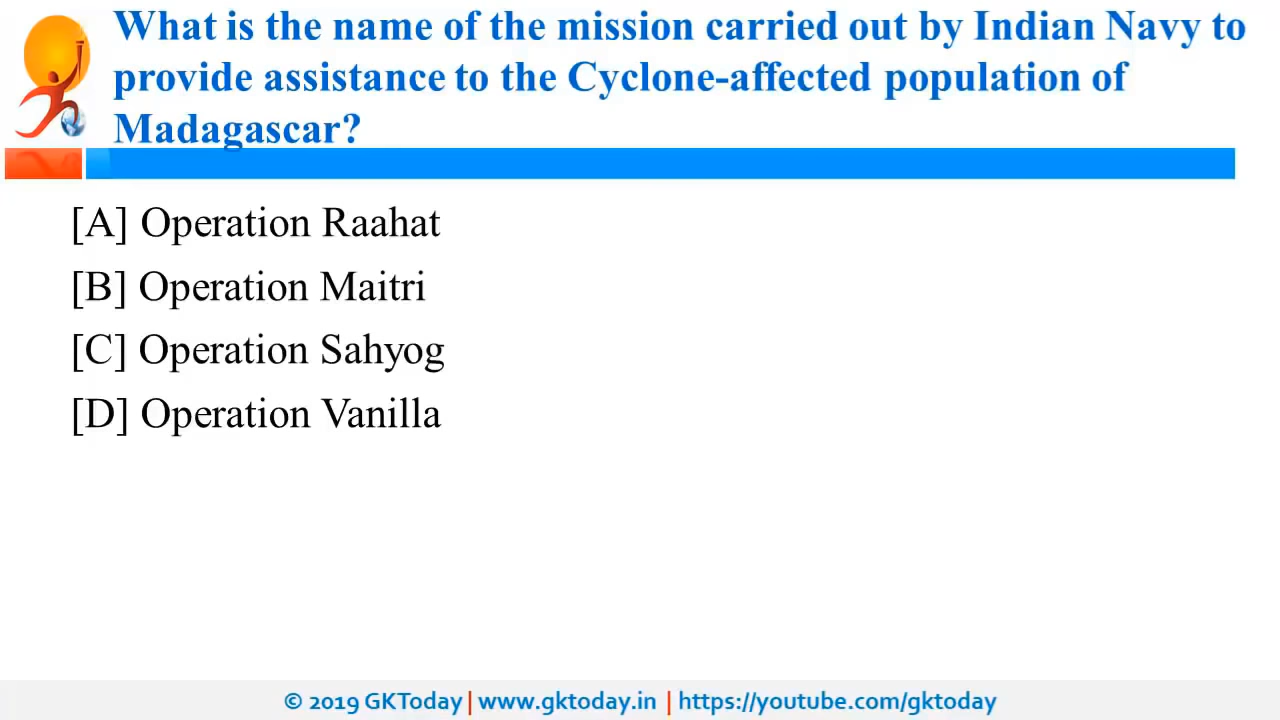 What is the name of the mission carried out by Indian Navy to
provide assistance to the Cyclone-affected population of
Madagascar?
[A] Operation Raahat
[B] Operation Maitri
[C] Operation Sahyog
[D] Operation Vanilla
© 2019 GKToday | www.gktoday.in | https://youtube.com/gktoday